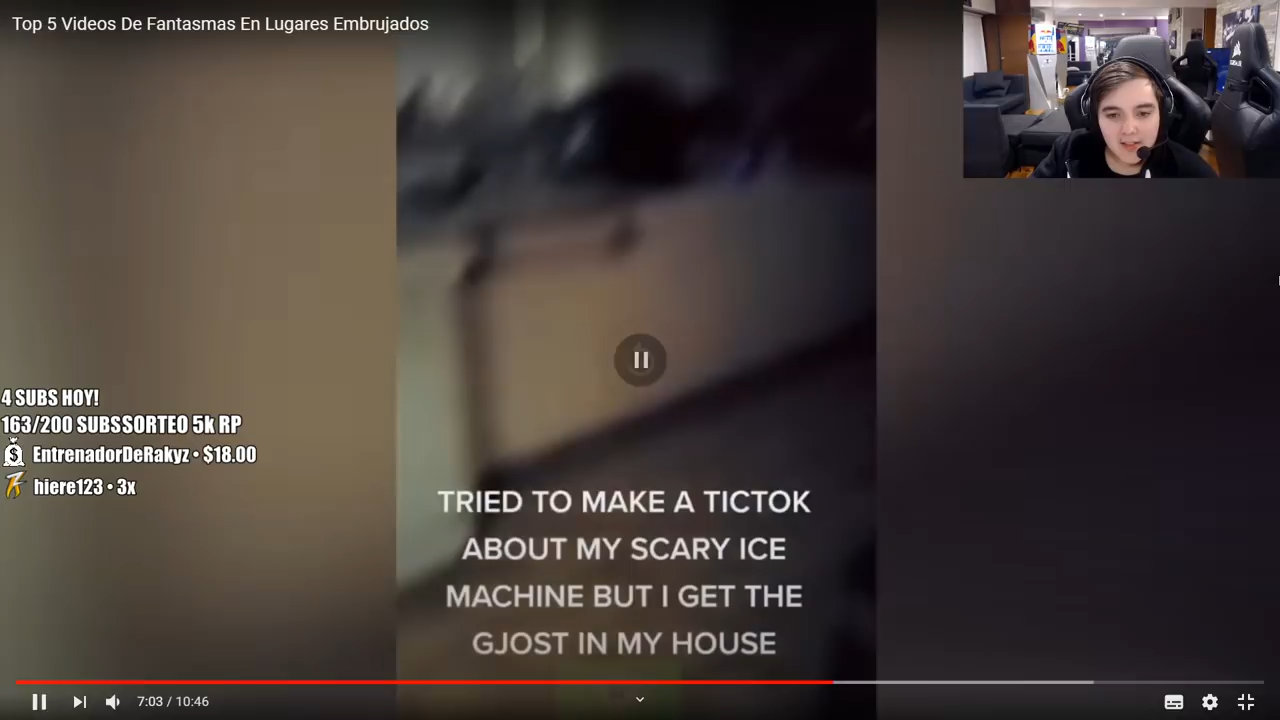 Top 5 Videos De Fantasmas En Lugares Embrujados
4 SUBS HOY!
163/200 SUBSSORTEO 5k RP
EntrenadorDeRakyz • $18.00
hiere123 • 3x
TRIED TO MAKE A TICTOK
ABOUT MY SCARY ICE
MACHINE BUT I GET THE
GJOST IN MY HOUSE
7:03 / 10:46